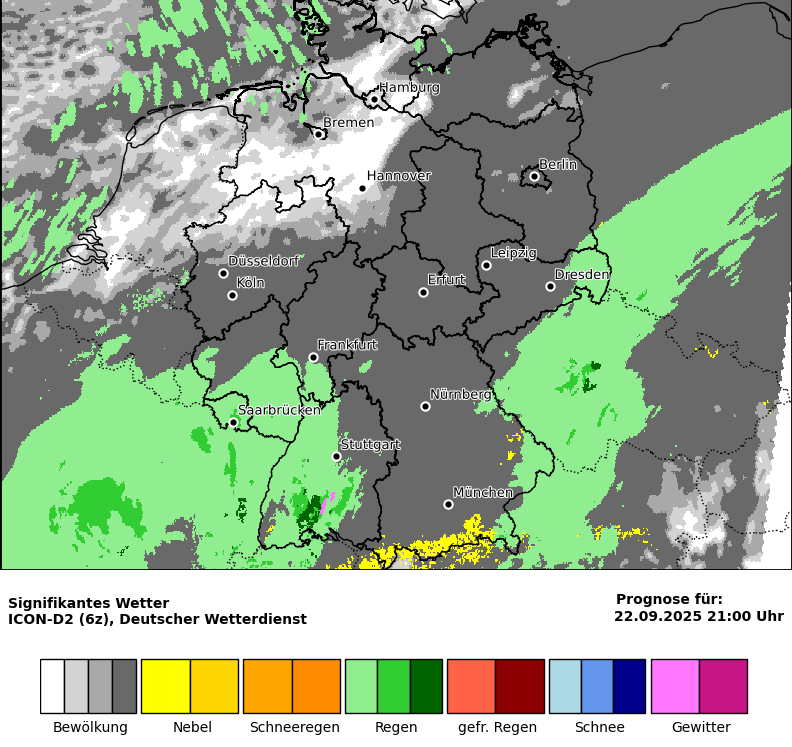 Hamburg
Bremen
Berlin
Hannover
Leipzig
Düsseldorf
Dresden
Köln
Erfurt
Frankfurt
Nürnberg
Saarbrücken
Stuttgart
München
Signifikantes Wetter
ICON-D2 (6z), Deutscher Wetterdienst
Prognose für:
22.09.2025 21:00 Uhr
Bewölkung Nebel Schneeregen Regen gefr. Regen Schnee Gewitter